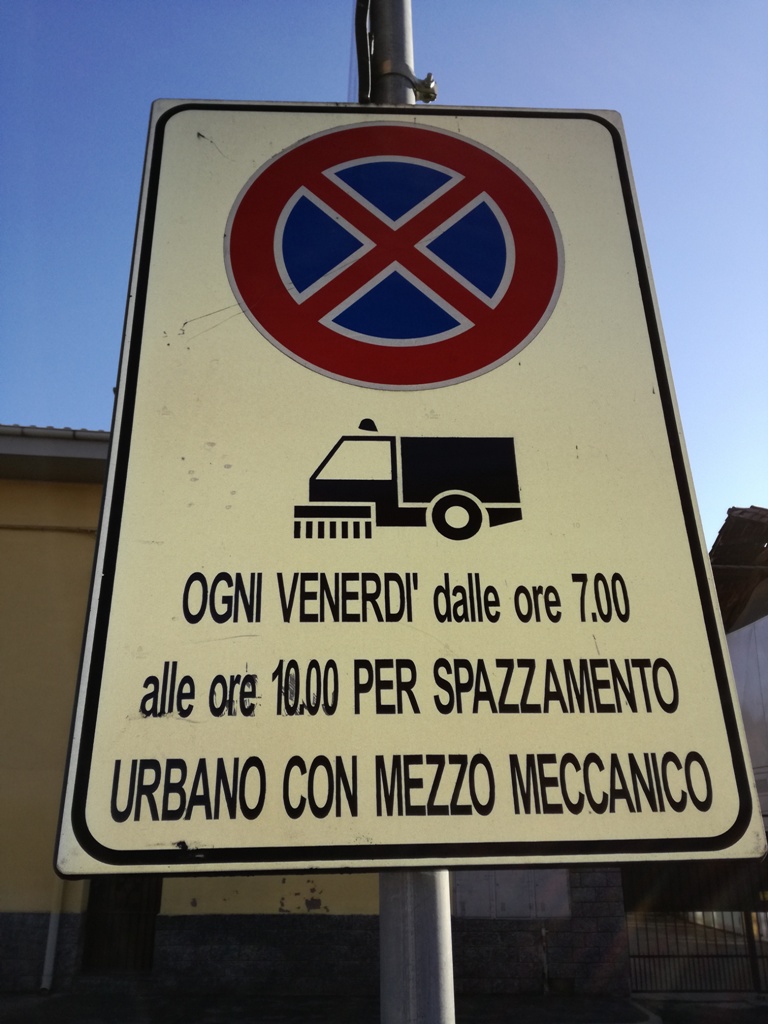 OGNI VENERDI' dalle ore 7.00
alle ore 10.00 PER SPAZZAMENTO
URBANO CON MEZZO MECCANICO